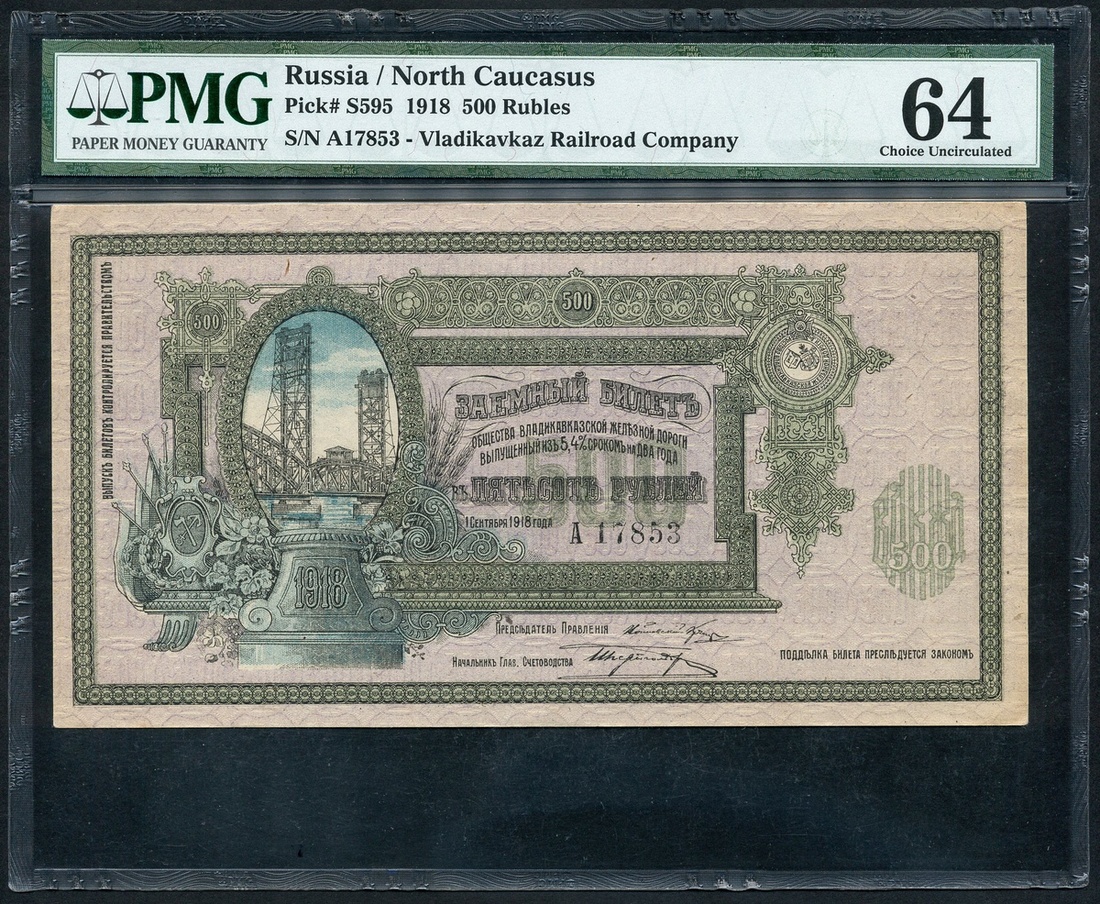 PMG
PAPER MONEY GUARANTY
Russia / North Caucasus
Pick# S595 1918 500 Rubles
S/N A17853 - Vladikavkaz Railroad Company
64
Choice Uncirculated
ВЫПУСКЪ БИЛЕТОВЪ КОНТРОЛИРУЕТСЯ ПРАВИТЕЛЬСТВОМЪ
500
500
ЗАЕМНЫЙ БИЛЕТЪ
ОБЩЕСТВА ВЛАДИКАВКАЗСКОЙ ЖЕЛѢЗНОЙ ДОРОГИ
ВЫПУЩЕННЫЙ ИЗЪ 5,4% СРОКОМЪ НА ДВА ГОДА
500
ВЪ ПЯТЬСОТЪ РУБЛЕЙ
1 СЕНТЯБРЯ 1918 ГОДА
А 17853
500
1918
ПРЕДСѢДАТЕЛЬ ПРАВЛЕНІЯ
НАЧАЛЬНИКЪ ГЛАВ. СЧЕТОВОДСТВА
ПОДДѢЛКА БИЛЕТА ПРЕСЛѢДУЕТСЯ ЗАКОНОМЪ